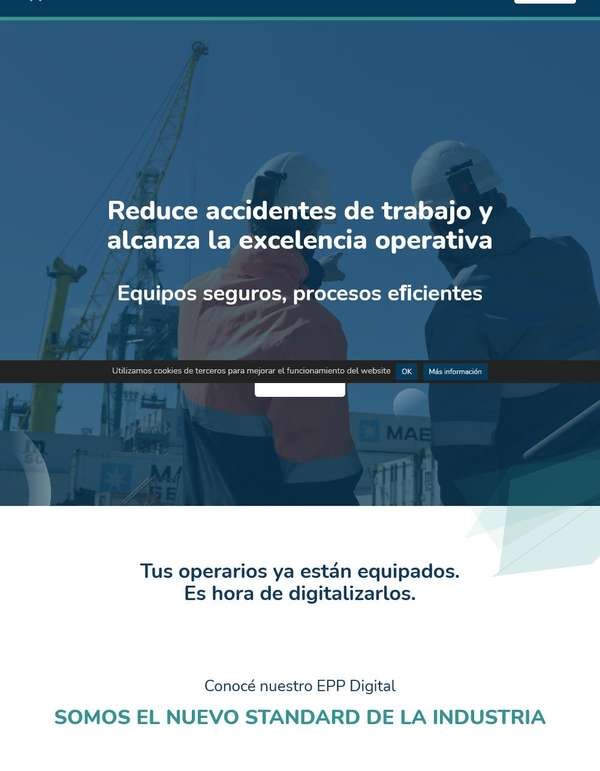 Reduce accidentes de trabajo y
alcanza la excelencia operativa
Equipos seguros, procesos eficientes
Utilizamos cookies de terceros para mejorar el funcionamiento del website OK Más información
MAE
Tus operarios ya están equipados.
Es hora de digitalizarlos.
Conocé nuestro EPP Digital
SOMOS EL NUEVO STANDARD DE LA INDUSTRIA